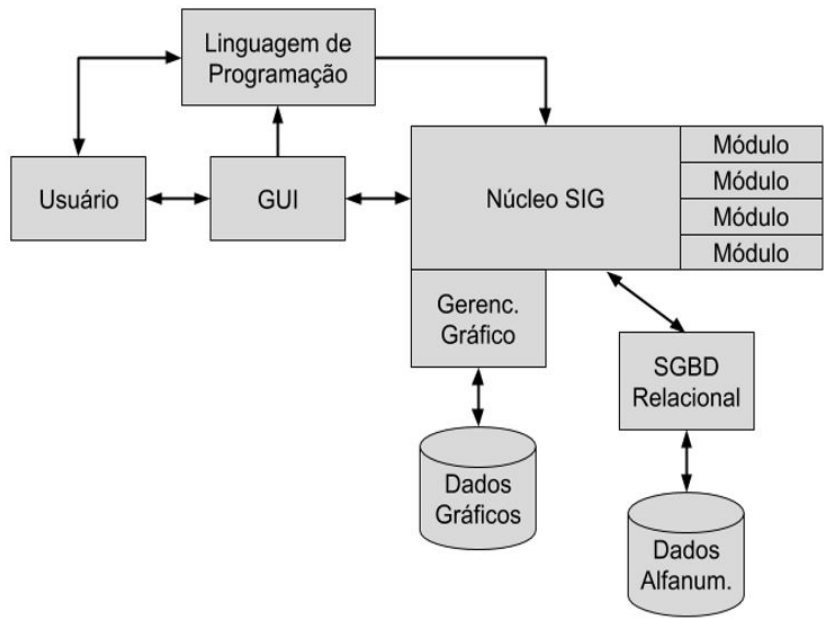 Linguagem de
Programação
Usuário
GUI
Núcleo SIG
Módulo
Módulo
Módulo
Módulo
Gerenc.
Gráfico
SGBD
Relacional
Dados
Gráficos
Dados
Alfanum.